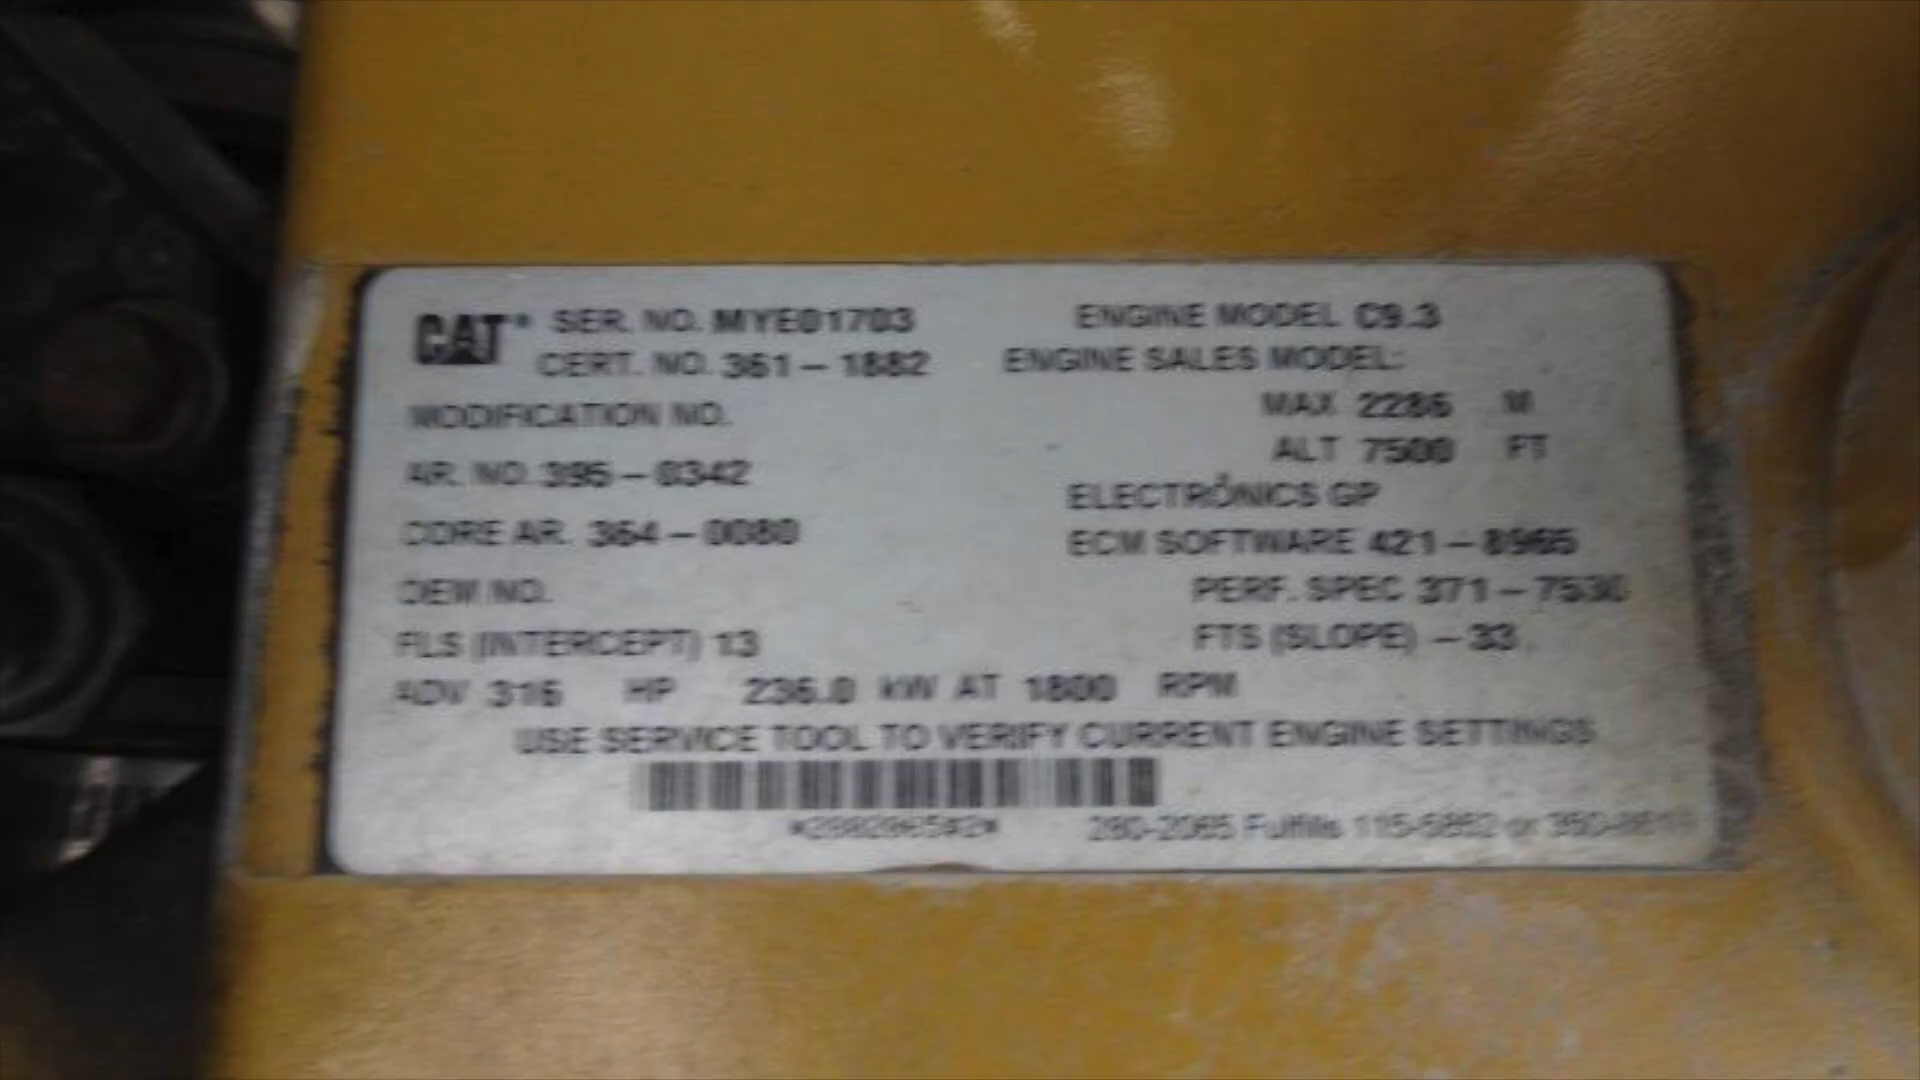 CAT® SER. NO. MYE01703 ENGINE MODEL C9.3
CERT. NO. 361-1882 ENGINE SALES MODEL:
MODIFICATION NO. MAX 2286 M
ALT 7500 FT
AR. NO. 395-0342 ELECTRONICS GP
CORE AR. 364-0080 ECM SOFTWARE 421-8965
OEM NO. PERF. SPEC 371-7530
FLS (INTERCEPT) 13 FTS (SLOPE) -33
ADV 316 HP 236.0 kW AT 1800 RPM
USE SERVICE TOOL TO VERIFY CURRENT ENGINE SETTINGS
280-2065 Fulfills 115-5862 or